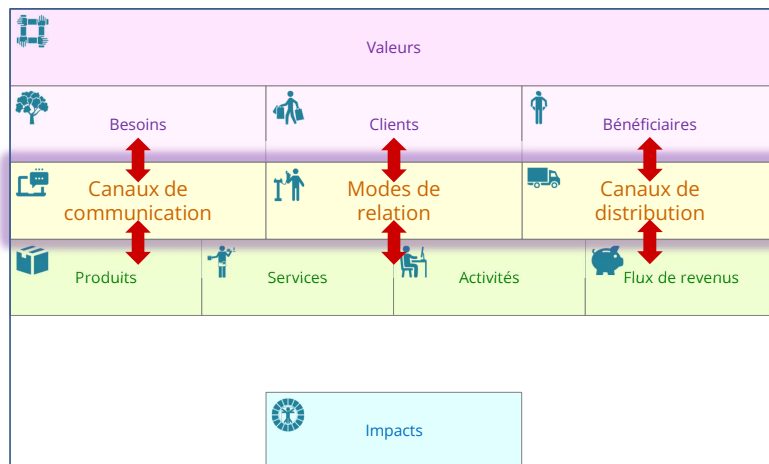 Valeurs
Besoins
Clients
Bénéficiaires
Canaux de
communication
Modes de
relation
Canaux de
distribution
Produits
Services
Activités
Flux de revenus
Impacts